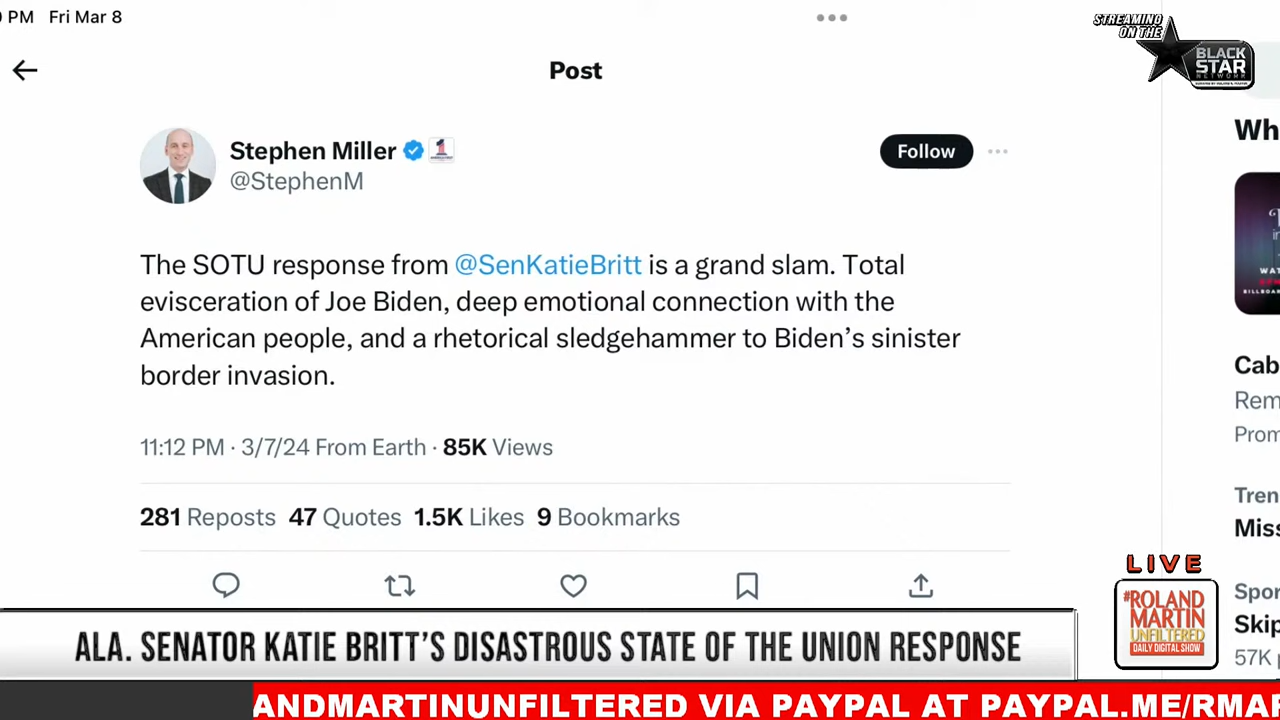 PM Fri Mar 8
STREAMING
ON THE
BLACK
STAR
NETWORK
Post
Stephen Miller
@StephenM
Follow
The SOTU response from @SenKatieBritt is a grand slam. Total
evisceration of Joe Biden, deep emotional connection with the
American people, and a rhetorical sledgehammer to Biden’s sinister
border invasion.
11:12 PM · 3/7/24 From Earth · 85K Views
281 Reposts 47 Quotes 1.5K Likes 9 Bookmarks
Wh
Cab
Rem
Prom
Tren
Miss
Spor
Skip
57K p
LIVE
#ROLAND
MARTIN
UNFILTERED
DAILY DIGITAL SHOW
ALA. SENATOR KATIE BRITT’S DISASTROUS STATE OF THE UNION RESPONSE
ANDMARTINUNFILTERED VIA PAYPAL AT PAYPAL.ME/RMAR